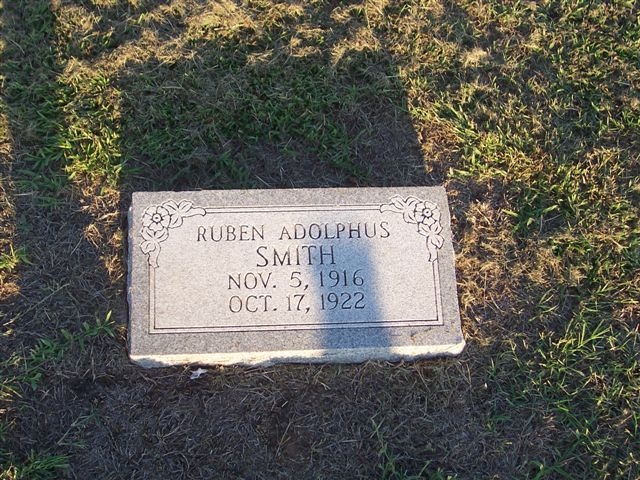 RUBEN ADOLPHUS
SMITH
NOV. 5, 1916
OCT. 17, 1922